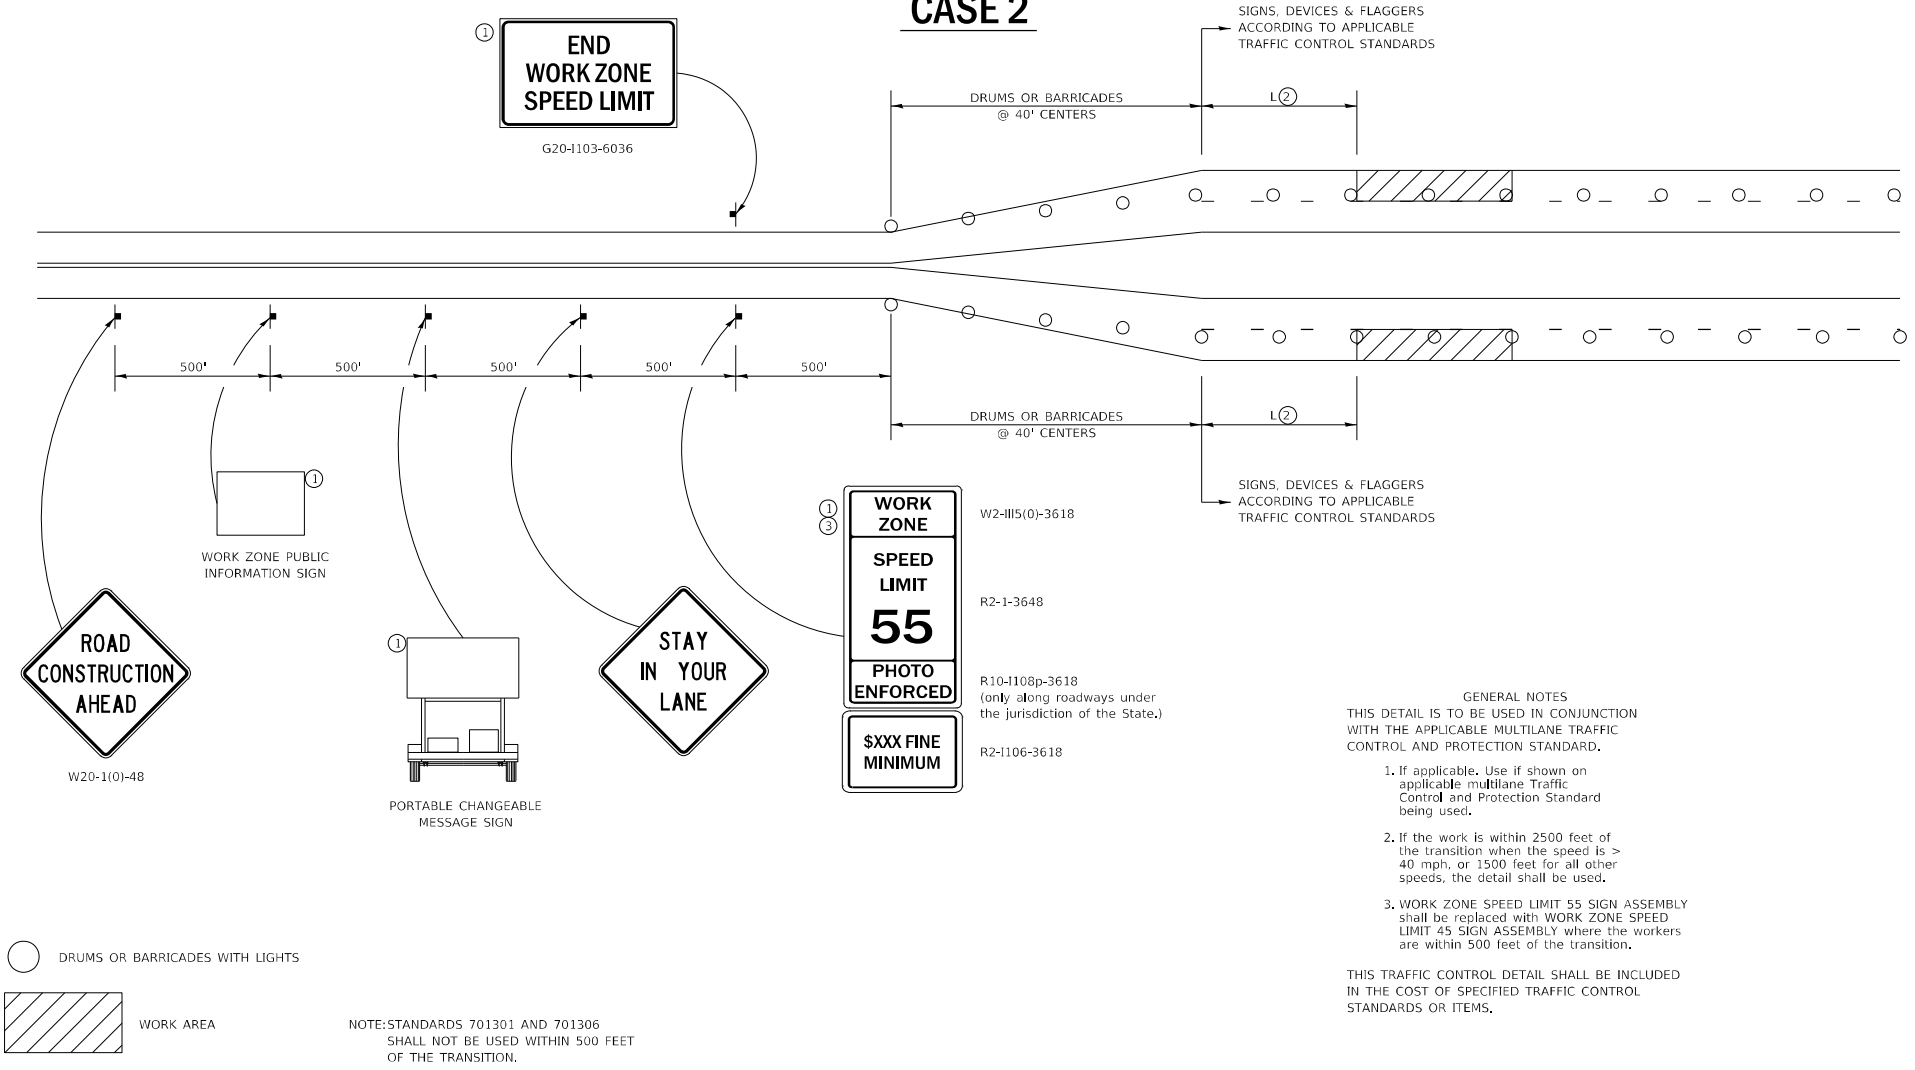 CASE 2
1
END
WORK ZONE
SPEED LIMIT
G20-I103-6036
SIGNS, DEVICES & FLAGGERS
ACCORDING TO APPLICABLE
TRAFFIC CONTROL STANDARDS
DRUMS OR BARRICADES
@ 40' CENTERS
L 2
500'
500'
500'
500'
500'
DRUMS OR BARRICADES
@ 40' CENTERS
L 2
SIGNS, DEVICES & FLAGGERS
ACCORDING TO APPLICABLE
TRAFFIC CONTROL STANDARDS
1
WORK ZONE PUBLIC
INFORMATION SIGN
ROAD
CONSTRUCTION
AHEAD
W20-1(0)-48
1
PORTABLE CHANGEABLE
MESSAGE SIGN
STAY
IN YOUR
LANE
1
3
WORK
ZONE
W2-III5(0)-3618
SPEED
LIMIT
55
R2-1-3648
PHOTO
ENFORCED
R10-I108p-3618
(only along roadways under
the jurisdiction of the State.)
$XXX FINE
MINIMUM
R2-I106-3618
GENERAL NOTES
THIS DETAIL IS TO BE USED IN CONJUNCTION
WITH THE APPLICABLE MULTILANE TRAFFIC
CONTROL AND PROTECTION STANDARD.
1. If applicable. Use if shown on
applicable multilane Traffic
Control and Protection Standard
being used.
2. If the work is within 2500 feet of
the transition when the speed is >
40 mph, or 1500 feet for all other
speeds, the detail shall be used.
3. WORK ZONE SPEED LIMIT 55 SIGN ASSEMBLY
shall be replaced with WORK ZONE SPEED
LIMIT 45 SIGN ASSEMBLY where the workers
are within 500 feet of the transition.
THIS TRAFFIC CONTROL DETAIL SHALL BE INCLUDED
IN THE COST OF SPECIFIED TRAFFIC CONTROL
STANDARDS OR ITEMS.
DRUMS OR BARRICADES WITH LIGHTS
WORK AREA
NOTE: STANDARDS 701301 AND 701306
SHALL NOT BE USED WITHIN 500 FEET
OF THE TRANSITION.